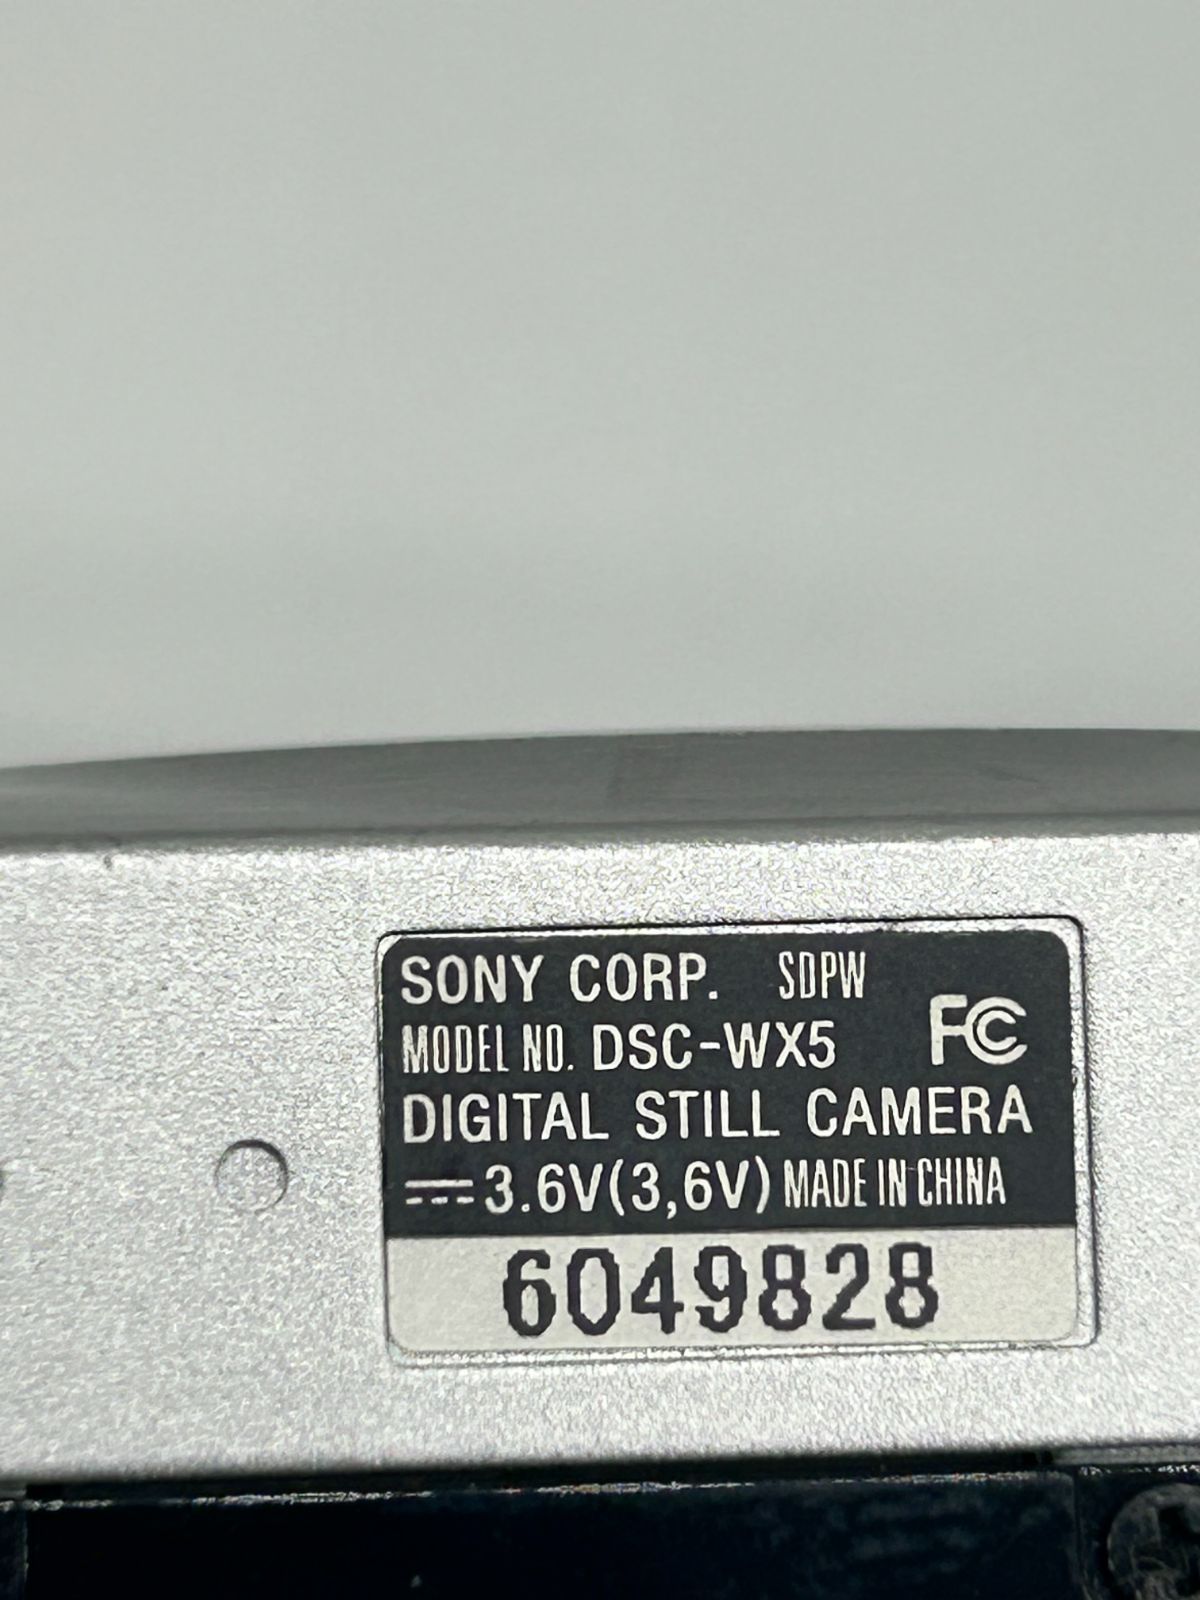 SONY CORP. SDPW
MODEL NO. DSC-WX5 FC
DIGITAL STILL CAMERA
3.6V(3,6V) MADE IN CHINA
6049828